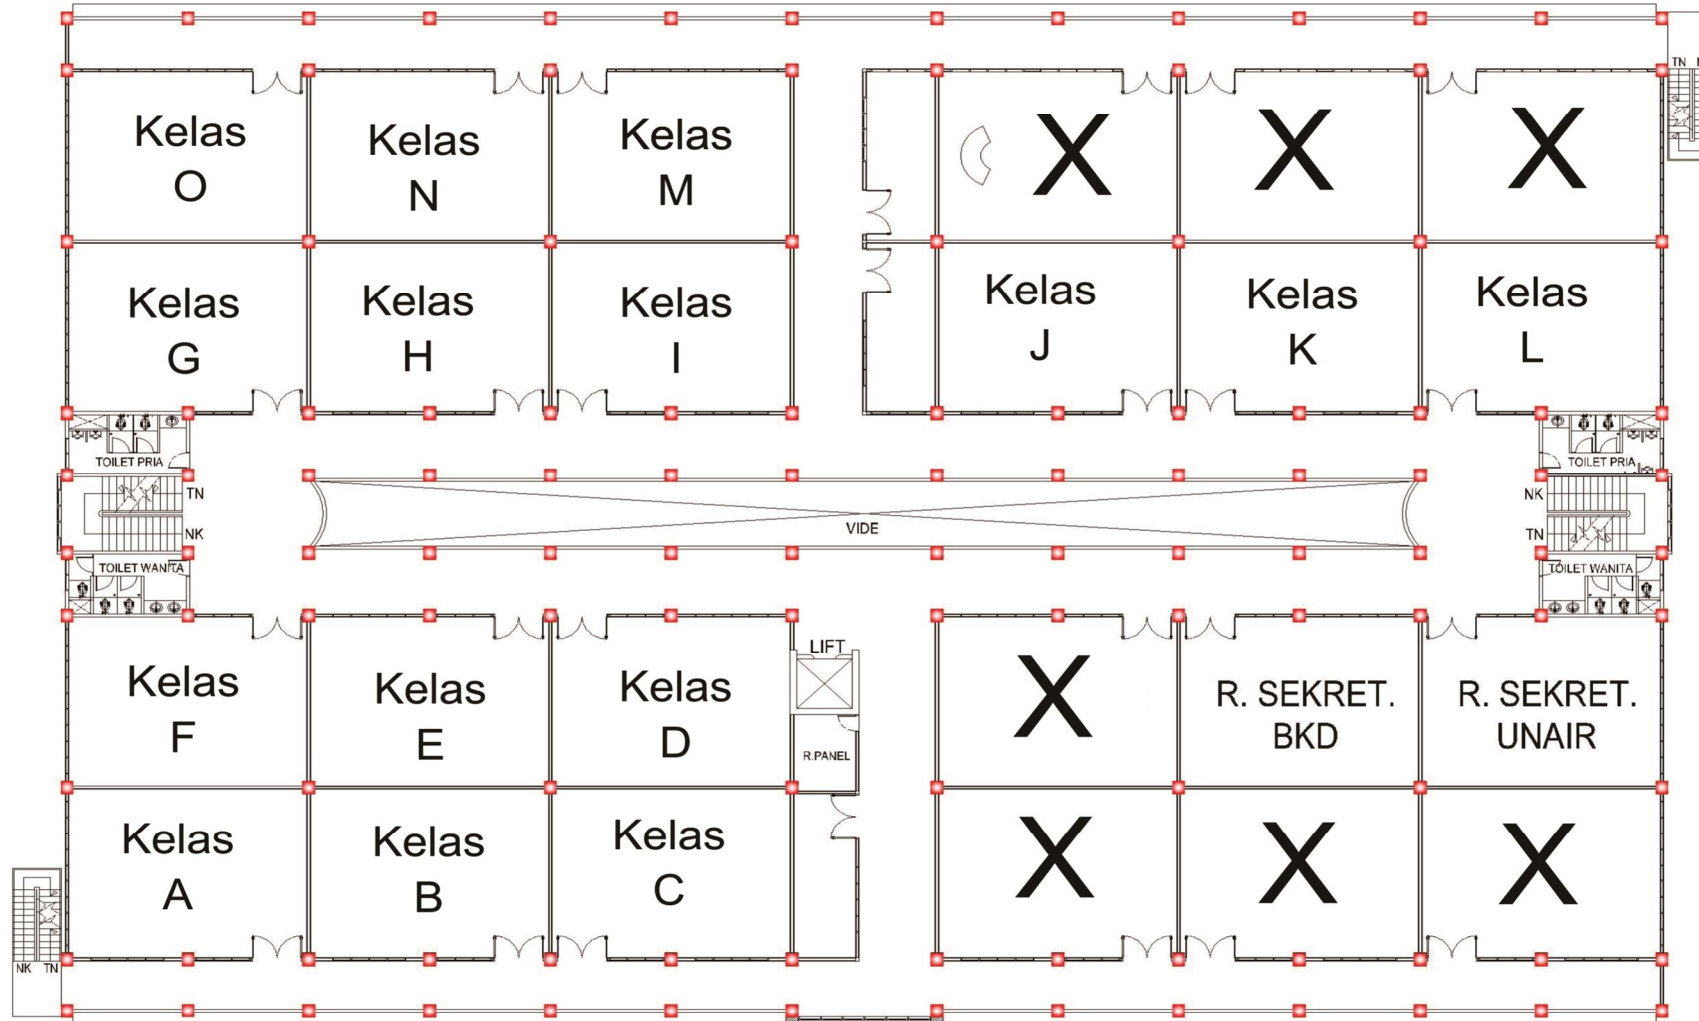 TN
Kelas
O
Kelas
N
Kelas
M
X
X
X
Kelas
G
Kelas
H
Kelas
I
Kelas
J
Kelas
K
Kelas
L
TOILET PRIA
TOILET PRIA
TN
NK
NK
TN
VIDE
TOILET WANITA
TOILET WANITA
Kelas
F
Kelas
E
Kelas
D
LIFT
R.PANEL
X
R. SEKRET.
BKD
R. SEKRET.
UNAIR
Kelas
A
Kelas
B
Kelas
C
X
X
X
NK TN